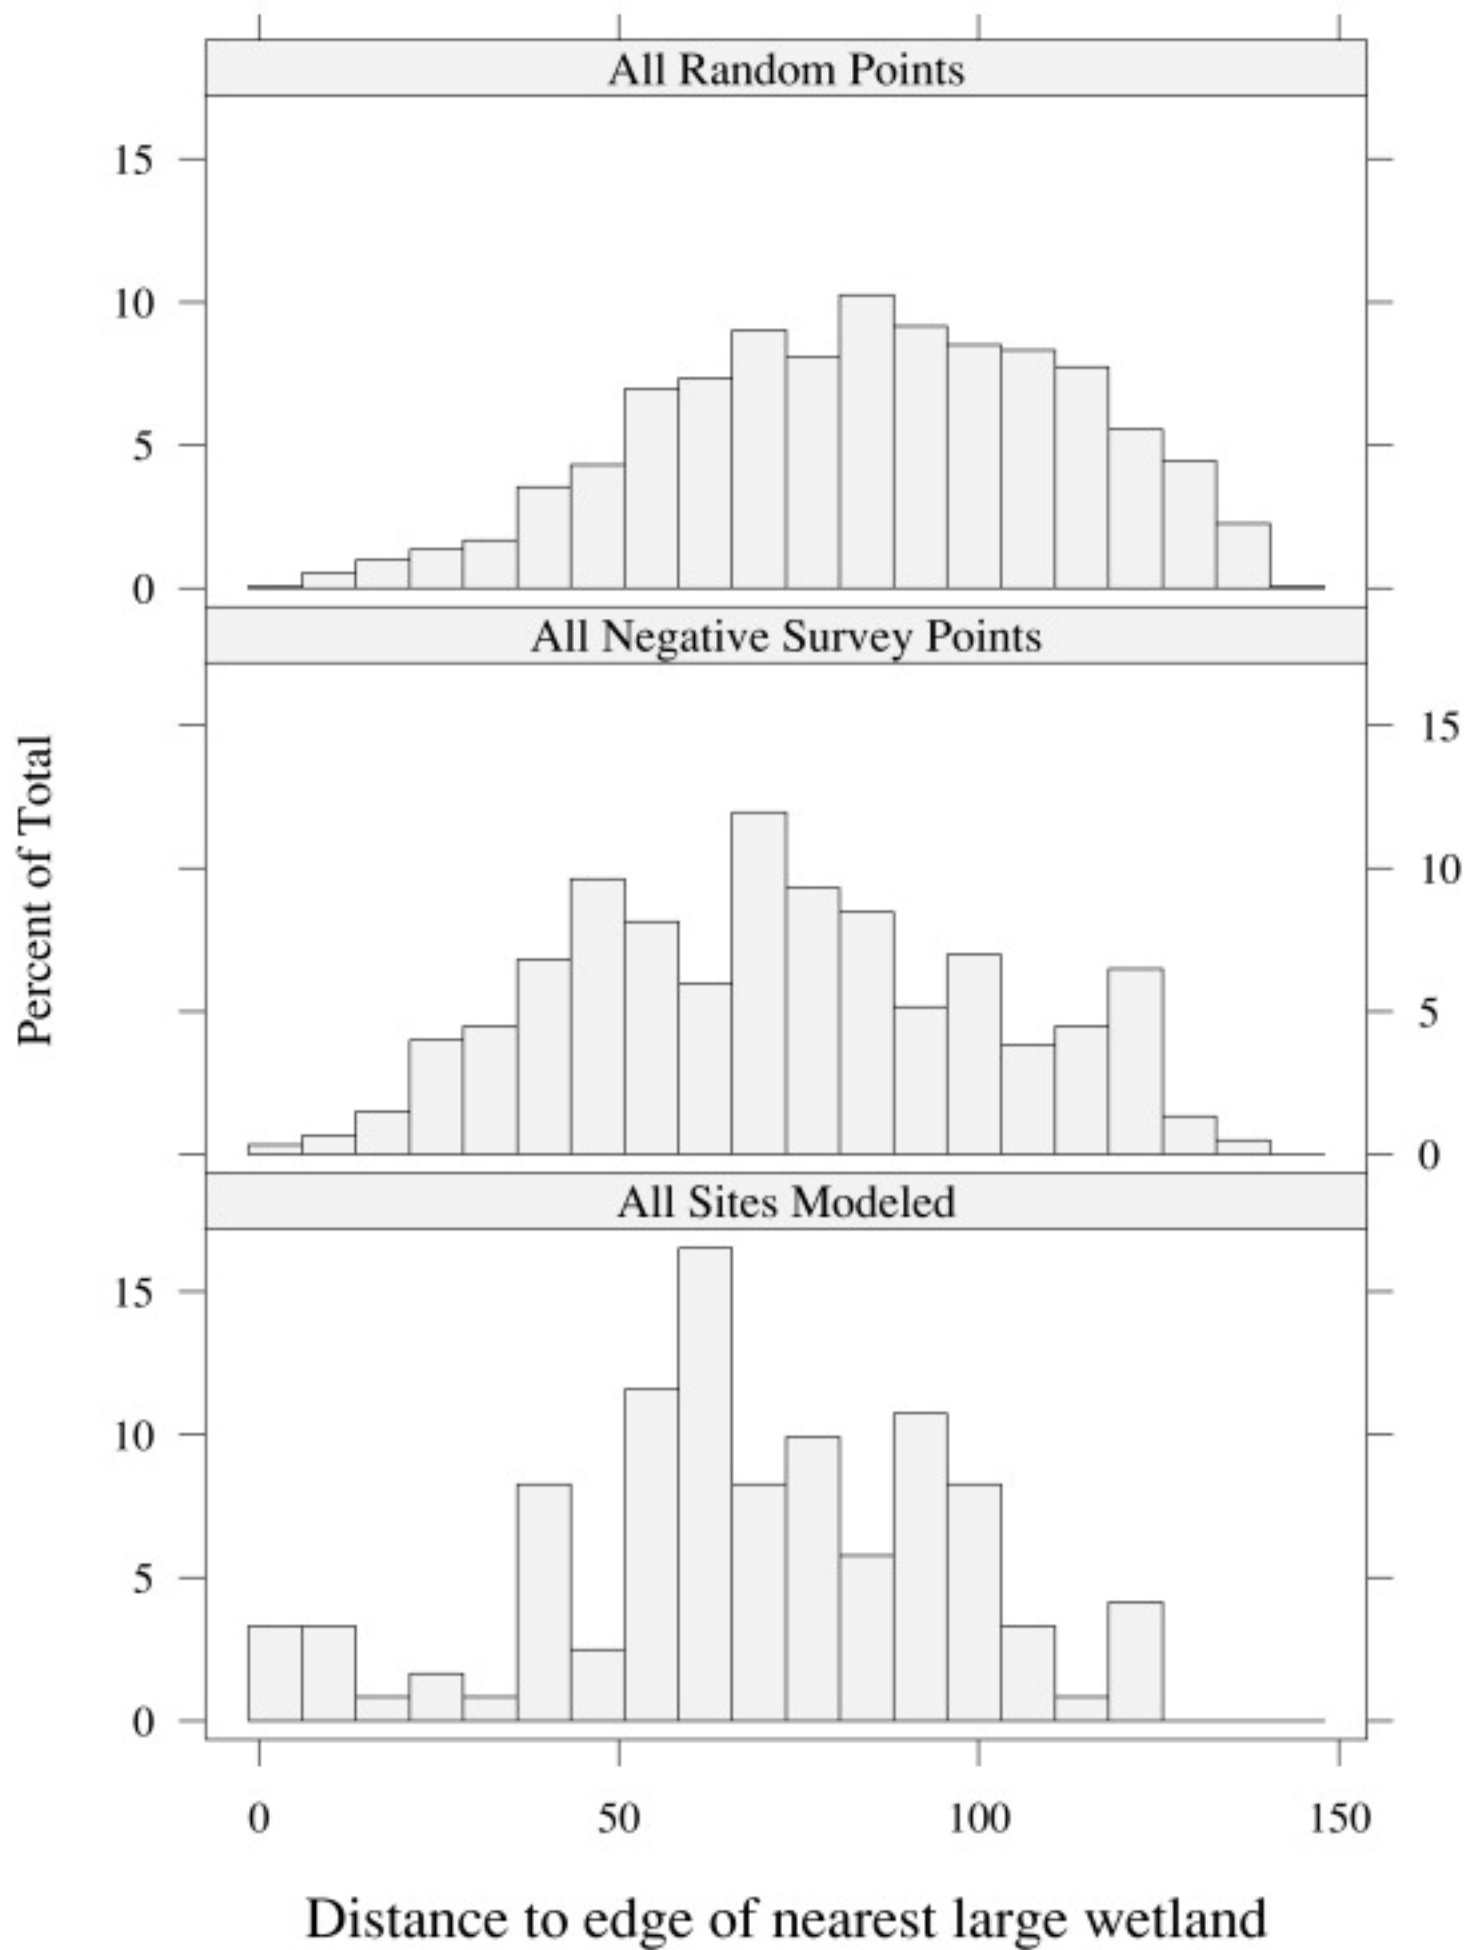 All Random Points
15
10
5
0
All Negative Survey Points
15
10
5
0
Percent of Total
All Sites Modeled
15
10
5
0
0 50 100 150
Distance to edge of nearest large wetland